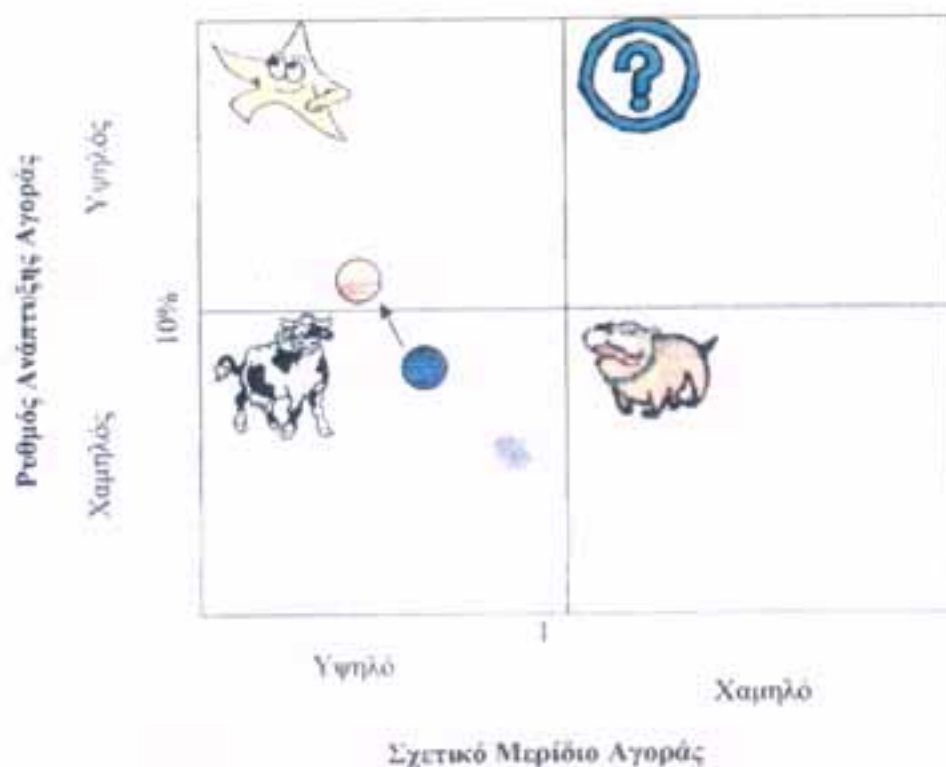 Ρυθμός Ανάπτυξης Αγοράς
Υψηλός
Χαμηλός
10%
?
1
Υψηλό
Χαμηλό
Σχετικό Μερίδιο Αγοράς